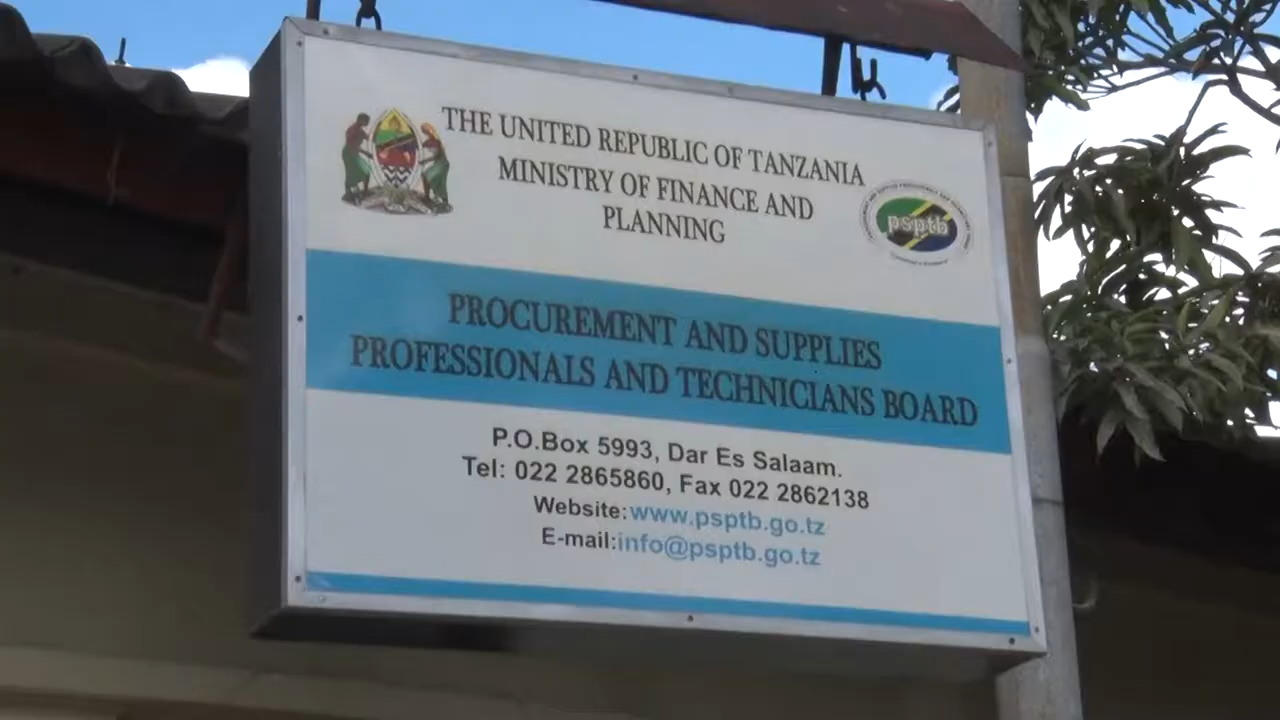 THE UNITED REPUBLIC OF TANZANIA
MINISTRY OF FINANCE AND
PLANNING
psptb
PROCUREMENT AND SUPPLIES
PROFESSIONALS AND TECHNICIANS BOARD
P.O.Box 5993, Dar Es Salaam.
Tel: 022 2865860, Fax 022 2862138
Website:www.psptb.go.tz
E-mail:info@psptb.go.tz